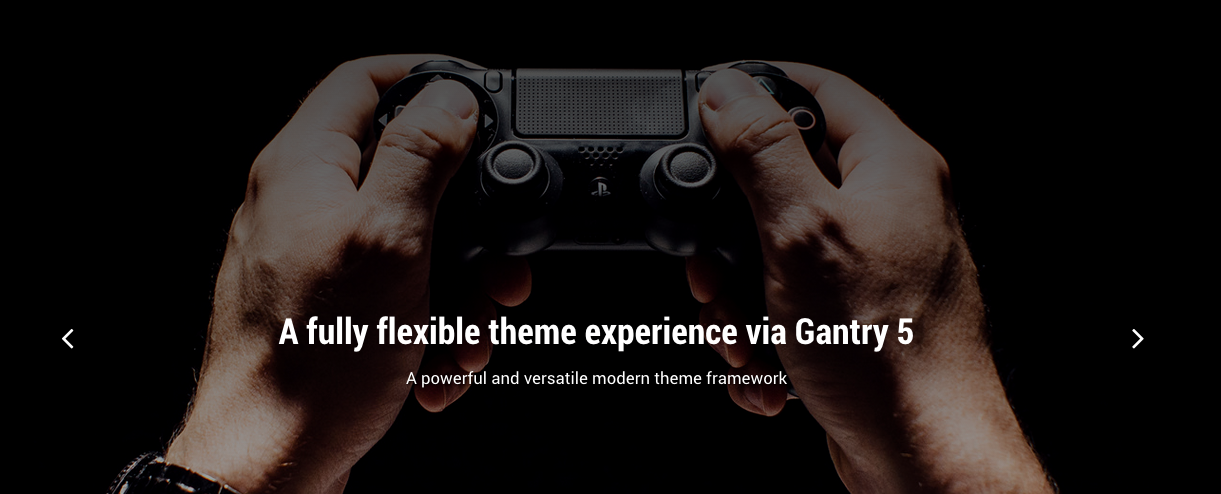 A fully flexible theme experience via Gantry 5
A powerful and versatile modern theme framework